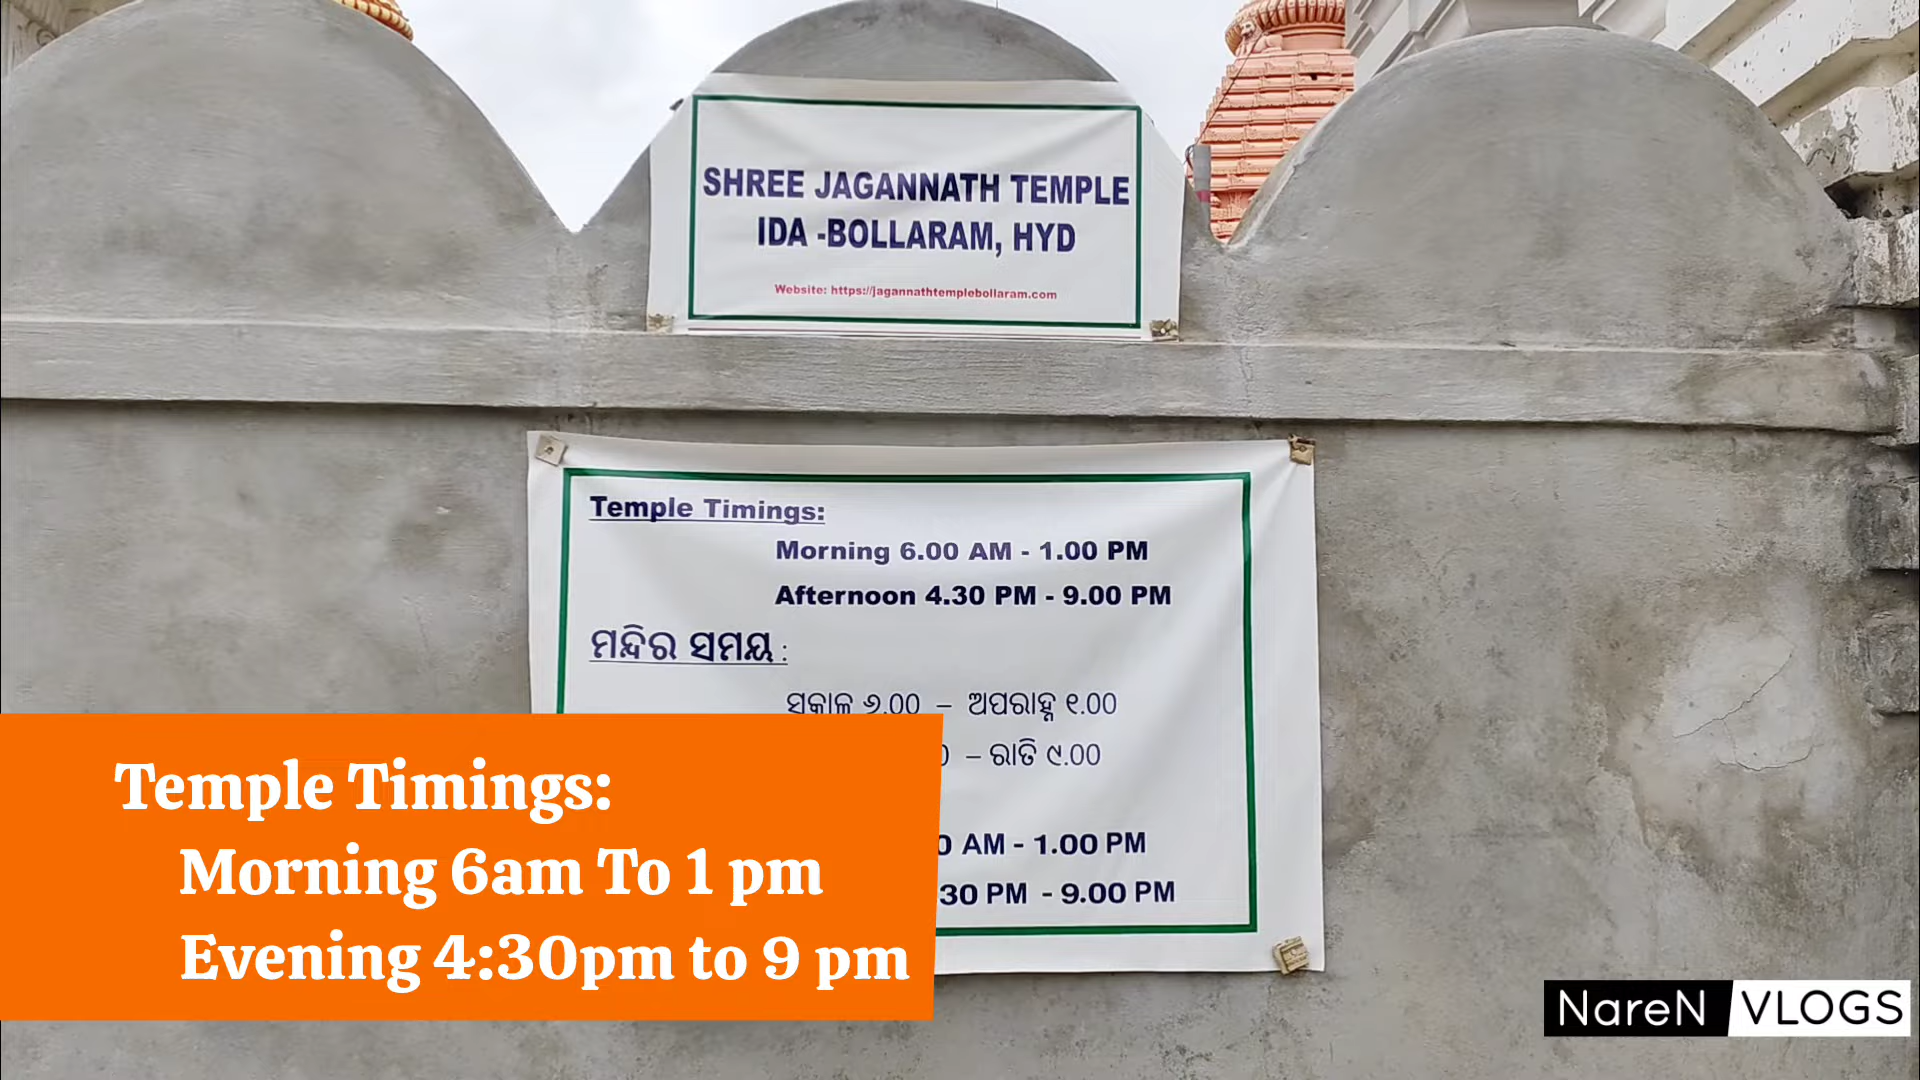 SHREE JAGANNATH TEMPLE
IDA -BOLLARAM, HYD
Website: https://jagannathtemplebollaram.com
Temple Timings:
Morning 6.00 AM - 1.00 PM
Afternoon 4.30 PM - 9.00 PM
ମନ୍ଦିର ସମୟ :
ସକାଳ ୬.00 – ଅପରାହ୍ନ ୧.00
– ରାତି ୯.00
AM - 1.00 PM
30 PM - 9.00 PM
Temple Timings:
Morning 6am To 1 pm
Evening 4:30pm to 9 pm
NareN VLOGS